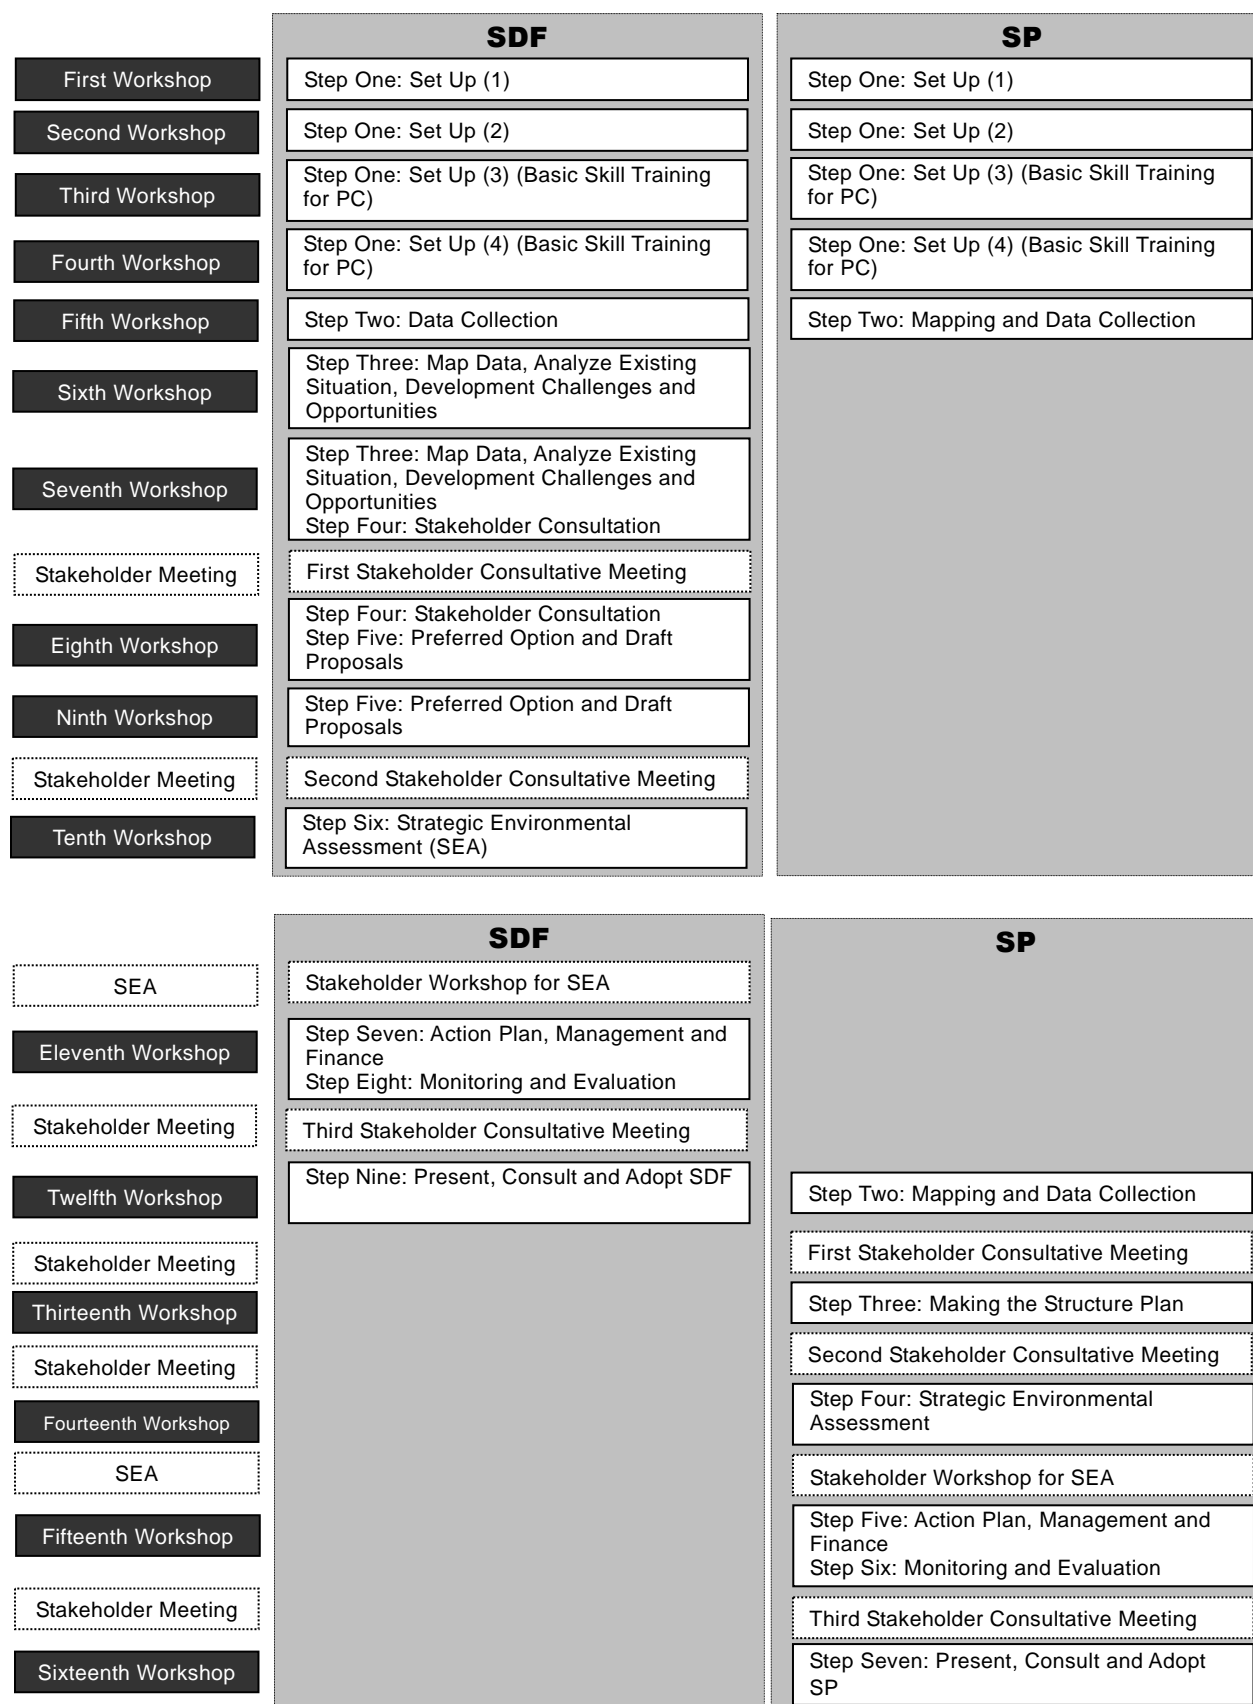 SDF
SP
First Workshop
Step One: Set Up (1)
Step One: Set Up (1)
Second Workshop
Step One: Set Up (2)
Step One: Set Up (2)
Third Workshop
Step One: Set Up (3) (Basic Skill Training
for PC)
Step One: Set Up (3) (Basic Skill Training
for PC)
Fourth Workshop
Step One: Set Up (4) (Basic Skill Training
for PC)
Step One: Set Up (4) (Basic Skill Training
for PC)
Fifth Workshop
Step Two: Data Collection
Step Two: Mapping and Data Collection
Sixth Workshop
Step Three: Map Data, Analyze Existing
Situation, Development Challenges and
Opportunities
Seventh Workshop
Step Three: Map Data, Analyze Existing
Situation, Development Challenges and
Opportunities
Step Four: Stakeholder Consultation
Stakeholder Meeting
First Stakeholder Consultative Meeting
Eighth Workshop
Step Four: Stakeholder Consultation
Step Five: Preferred Option and Draft
Proposals
Ninth Workshop
Step Five: Preferred Option and Draft
Proposals
Stakeholder Meeting
Second Stakeholder Consultative Meeting
Tenth Workshop
Step Six: Strategic Environmental
Assessment (SEA)
SDF
SP
SEA
Stakeholder Workshop for SEA
Eleventh Workshop
Step Seven: Action Plan, Management and
Finance
Step Eight: Monitoring and Evaluation
Stakeholder Meeting
Third Stakeholder Consultative Meeting
Twelfth Workshop
Step Nine: Present, Consult and Adopt SDF
Step Two: Mapping and Data Collection
Stakeholder Meeting
First Stakeholder Consultative Meeting
Thirteenth Workshop
Step Three: Making the Structure Plan
Stakeholder Meeting
Second Stakeholder Consultative Meeting
Fourteenth Workshop
Step Four: Strategic Environmental
Assessment
SEA
Stakeholder Workshop for SEA
Fifteenth Workshop
Step Five: Action Plan, Management and
Finance
Step Six: Monitoring and Evaluation
Stakeholder Meeting
Third Stakeholder Consultative Meeting
Sixteenth Workshop
Step Seven: Present, Consult and Adopt
SP